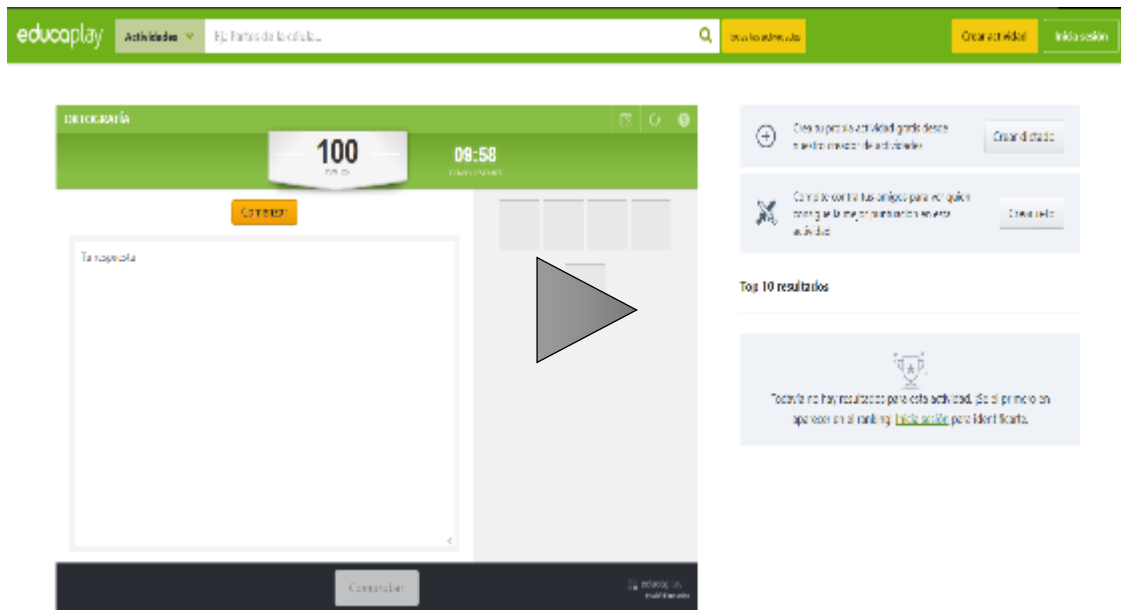 educaplay
Actividades
Ej.: Partes de la célula...
Crear actividad
Inicia sesión
ORTOGRAFÍA
100
09:58
Comenzar
Tu respuesta
Comprobar
Crea tu propia actividad gratis desde
nuestro creador de actividades
Crear dictado
Compite contra tus amigos para ver quien
consigue la mejor puntuación en esta
actividad
Crear reto
Top 10 resultados
Todavía no hay resultados para esta actividad. ¡Sé el primero en
aparecer en el ranking! Inicia sesión para identificarte.